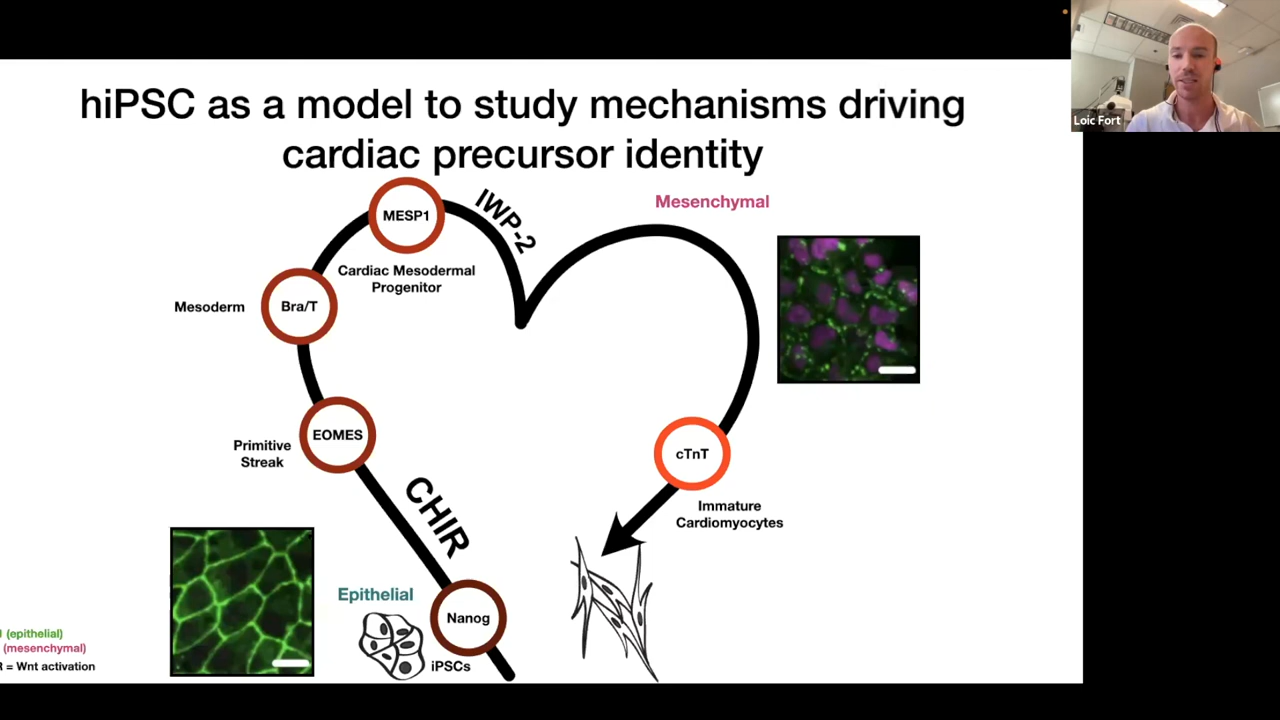 hiPSC as a model to study mechanisms driving
cardiac precursor identity
Loic Fort
MESP1
IWP-2
Mesenchymal
Cardiac Mesodermal
Progenitor
Mesoderm
Bra/T
EOMES
Primitive
Streak
CHIR
cTnT
Immature
Cardiomyocytes
Epithelial
Nanog
iPSCs
(epithelial)
(mesenchymal)
R = Wnt activation